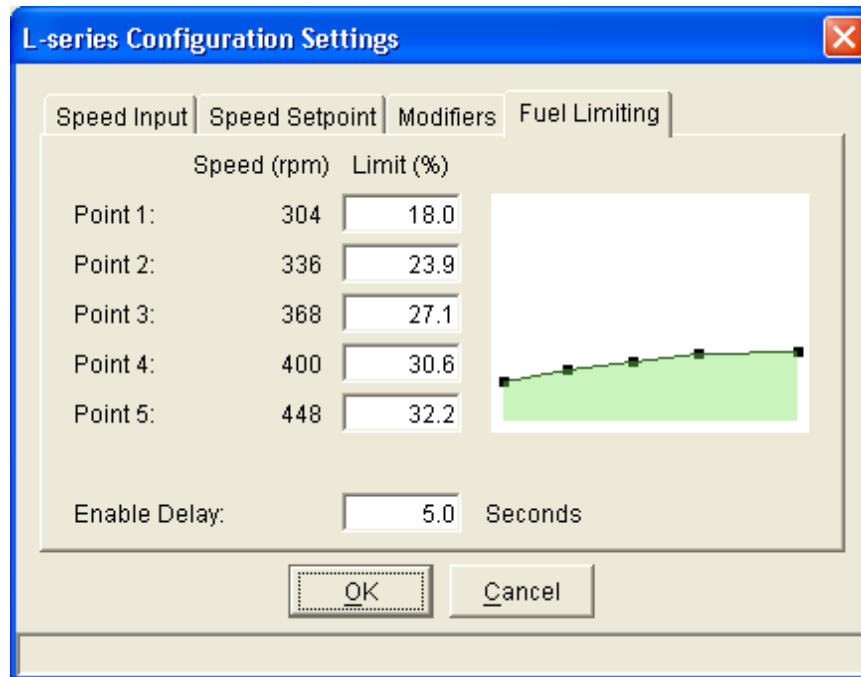 L-series Configuration Settings
Speed Input Speed Setpoint Modifiers Fuel Limiting
Speed (rpm) Limit (%)
Point 1: 304 18.0
Point 2: 336 23.9
Point 3: 368 27.1
Point 4: 400 30.6
Point 5: 448 32.2
Enable Delay: 5.0 Seconds
OK Cancel